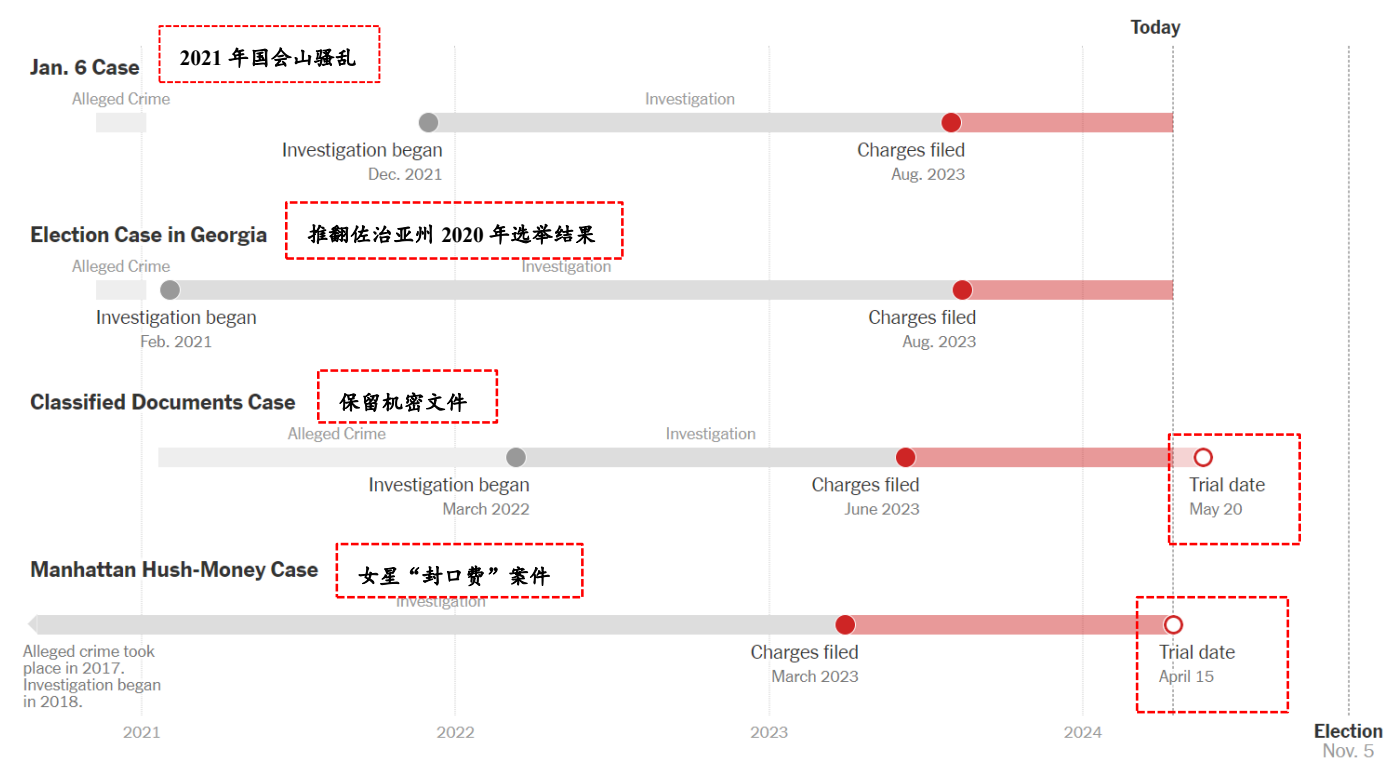 Today
Jan. 6 Case
2021 年国会山骚乱
Alleged Crime
Investigation
Investigation began
Dec. 2021
Charges filed
Aug. 2023
Election Case in Georgia
推翻佐治亚州 2020 年选举结果
Alleged Crime
Investigation
Investigation began
Feb. 2021
Charges filed
Aug. 2023
Classified Documents Case
保留机密文件
Alleged Crime
Investigation
Investigation began
March 2022
Charges filed
June 2023
Trial date
May 20
Manhattan Hush-Money Case
女星“封口费”案件
Investigation
Alleged crime took
place in 2017.
Investigation began
in 2018.
Charges filed
March 2023
Trial date
April 15
2021
2022
2023
2024
Election
Nov. 5